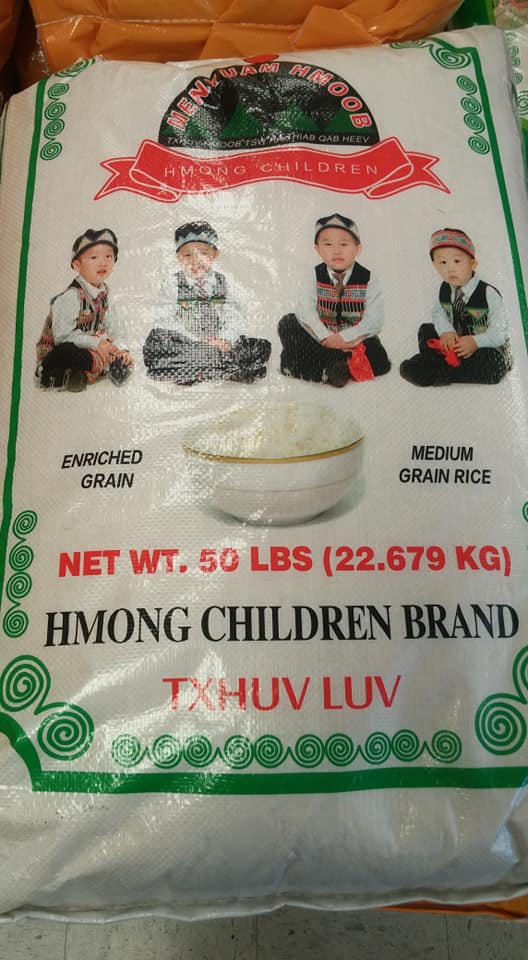 MENYUAM HMOOB
HMONG CHILDREN
ENRICHED
GRAIN
MEDIUM
GRAIN RICE
NET WT. 50 LBS (22.679 KG)
HMONG CHILDREN BRAND
TXHUV LUV